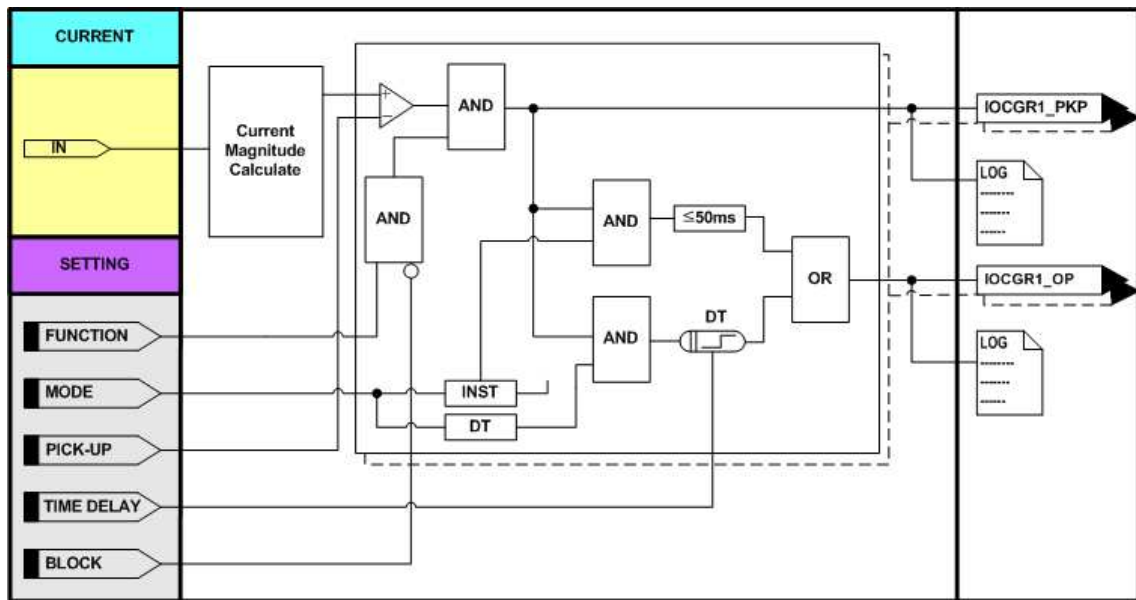 CURRENT
IN
SETTING
FUNCTION
MODE
PICK-UP
TIME DELAY
BLOCK
Current
Magnitude
Calculate
+
−
AND
AND
AND
≤50ms
AND
DT
OR
INST
DT
IOCGR1_PKP
LOG
--------
-------
------
IOCGR1_OP
LOG
--------
-------
------